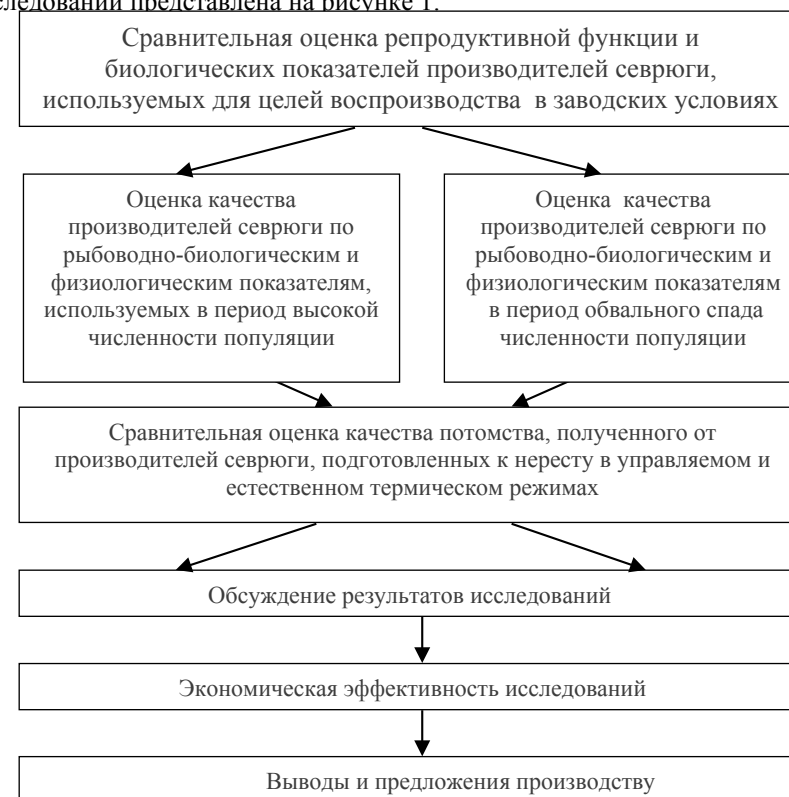 следований представлена на рисунке 1.
Сравнительная оценка репродуктивной функции и
биологических показателей производителей севрюги,
используемых для целей воспроизводства в заводских условиях
Оценка качества
производителей севрюги по
рыбоводно-биологическим и
физиологическим показателям,
используемых в период высокой
численности популяции
Оценка качества
производителей севрюги по
рыбоводно-биологическим и
физиологическим показателям
в период обвального спада
численности популяции
Сравнительная оценка качества потомства, полученного от
производителей севрюги, подготовленных к нересту в управляемом и
естественном термическом режимах
Обсуждение результатов исследований
Экономическая эффективность исследований
Выводы и предложения производству